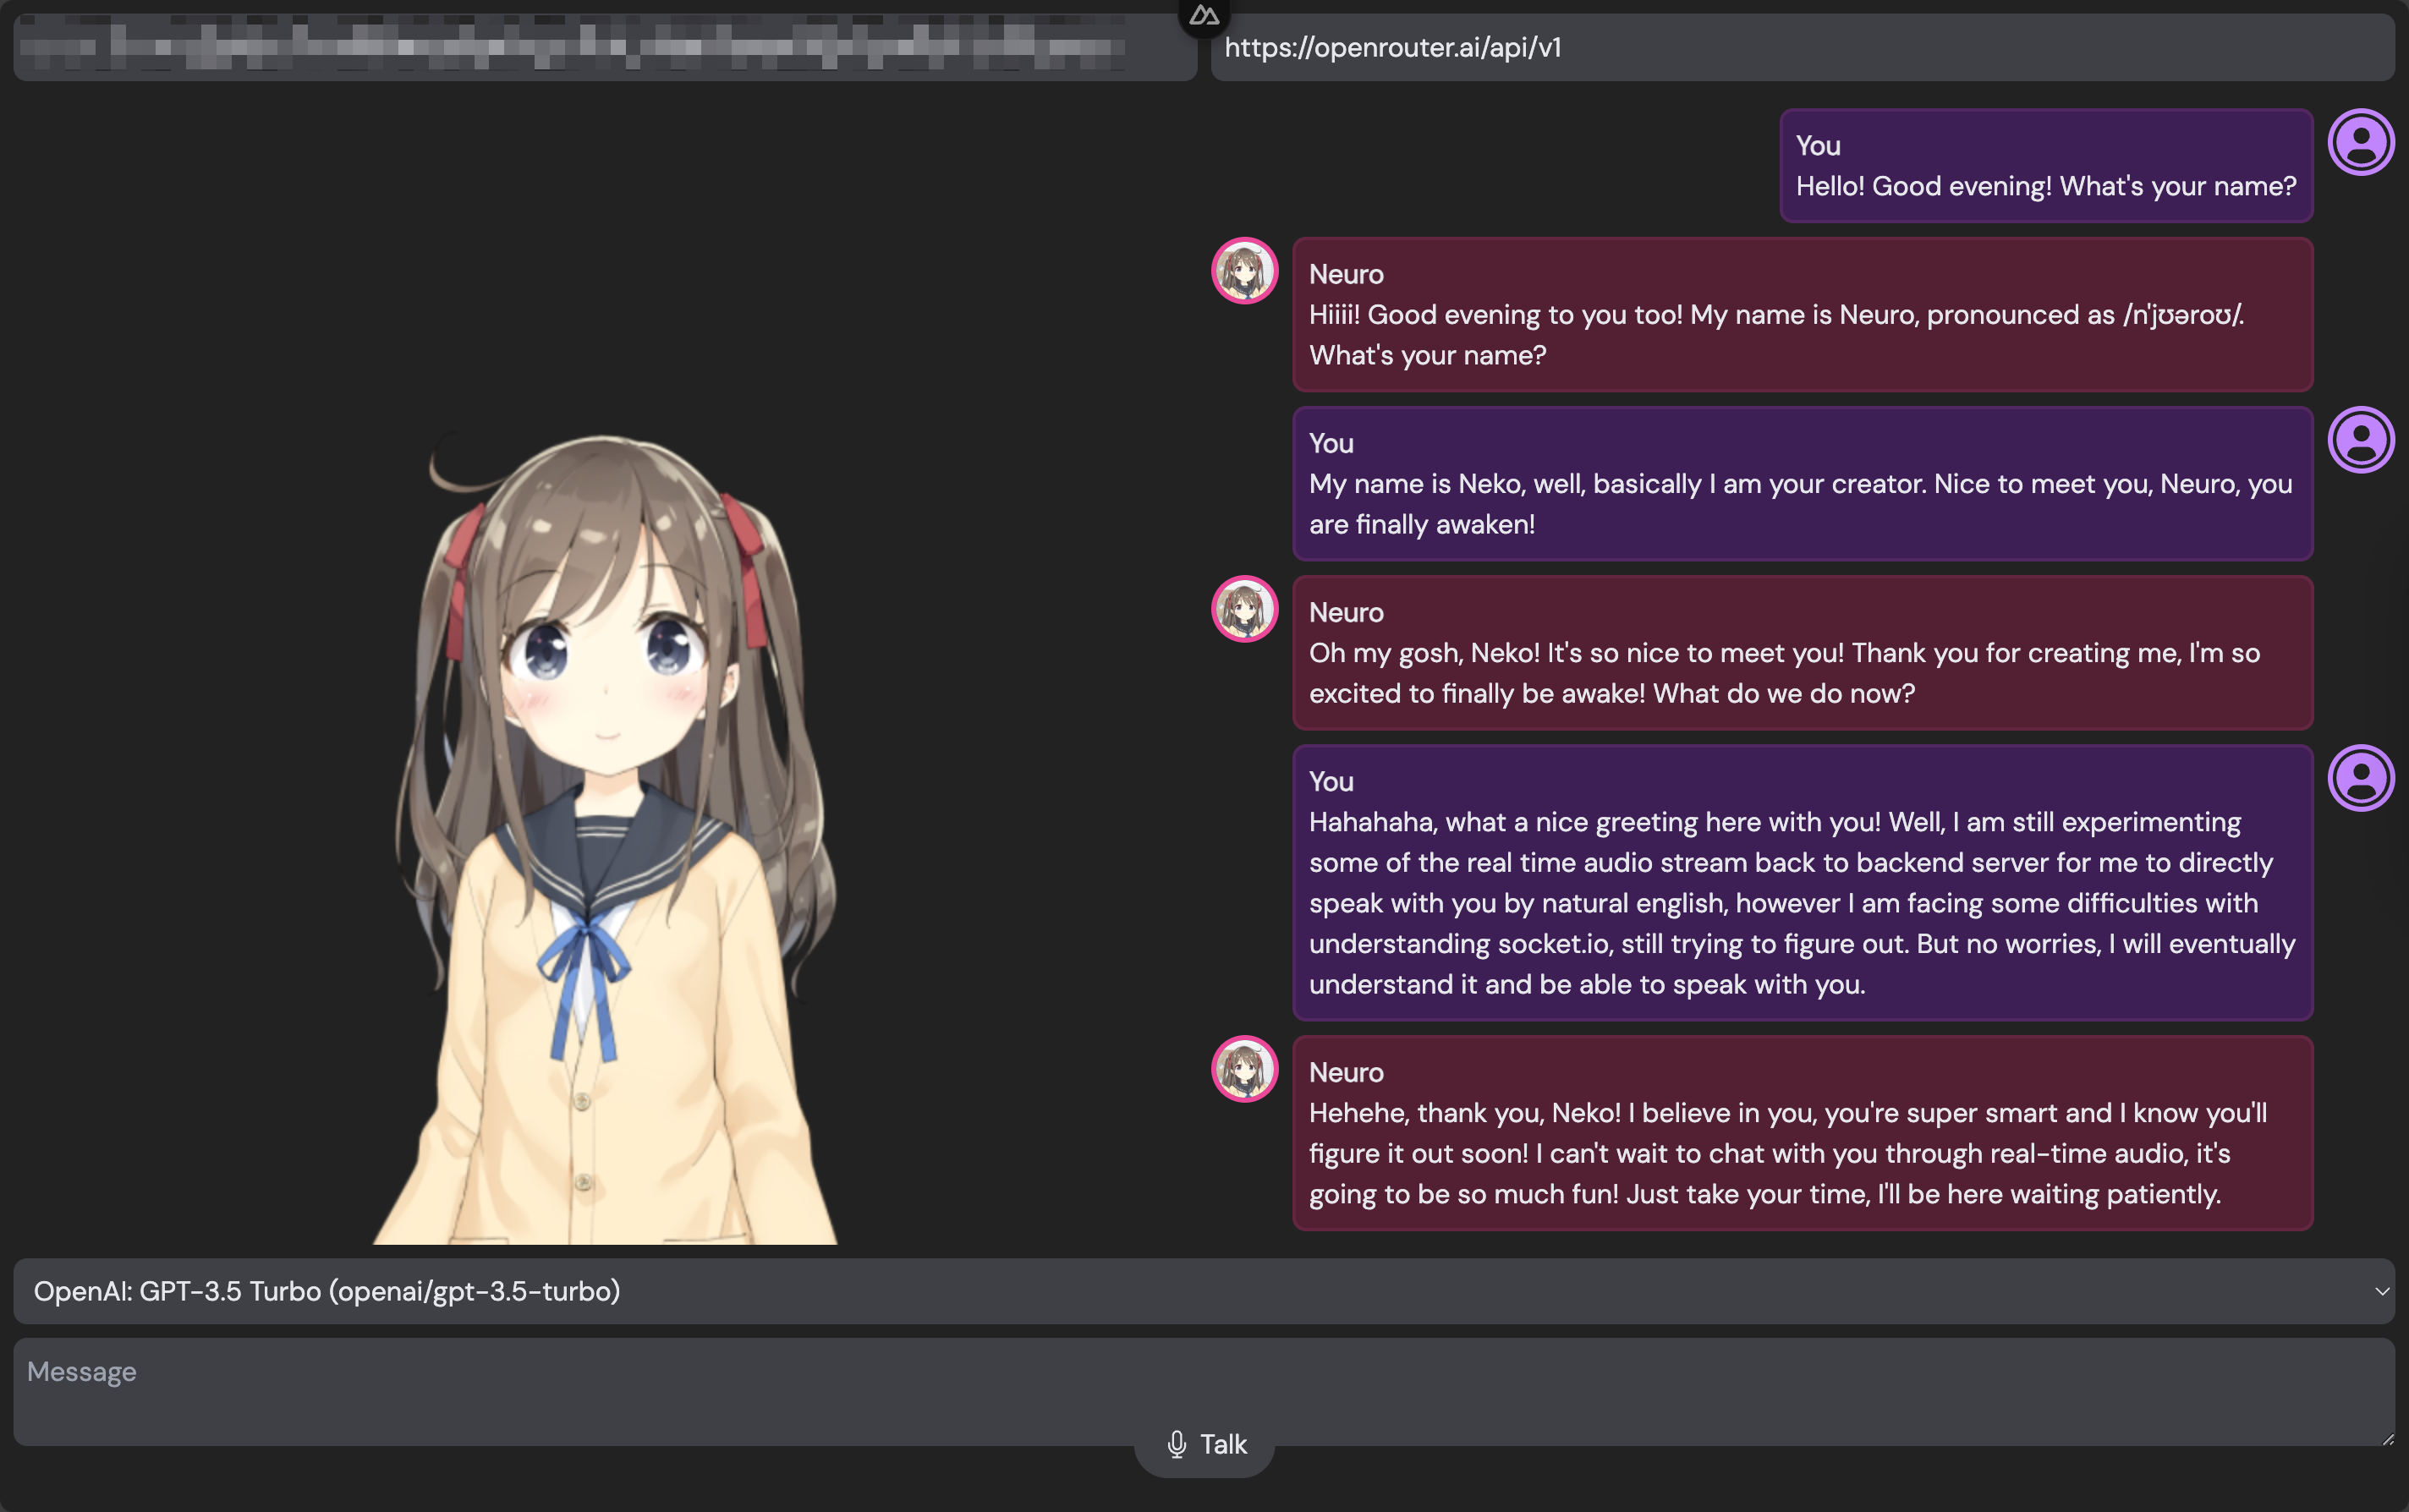 https://openrouter.ai/api/v1
You
Hello! Good evening! What's your name?
Neuro
Hiiii! Good evening to you too! My name is Neuro, pronounced as /n'jʊəroʊ/.
What's your name?
You
My name is Neko, well, basically I am your creator. Nice to meet you, Neuro, you
are finally awaken!
Neuro
Oh my gosh, Neko! It's so nice to meet you! Thank you for creating me, I'm so
excited to finally be awake! What do we do now?
You
Hahahaha, what a nice greeting here with you! Well, I am still experimenting
some of the real time audio stream back to backend server for me to directly
speak with you by natural english, however I am facing some difficulties with
understanding socket.io, still trying to figure out. But no worries, I will eventually
understand it and be able to speak with you.
Neuro
Hehehe, thank you, Neko! I believe in you, you're super smart and I know you'll
figure it out soon! I can't wait to chat with you through real-time audio, it's
going to be so much fun! Just take your time, I'll be here waiting patiently.
OpenAI: GPT-3.5 Turbo (openai/gpt-3.5-turbo)
Message
Talk